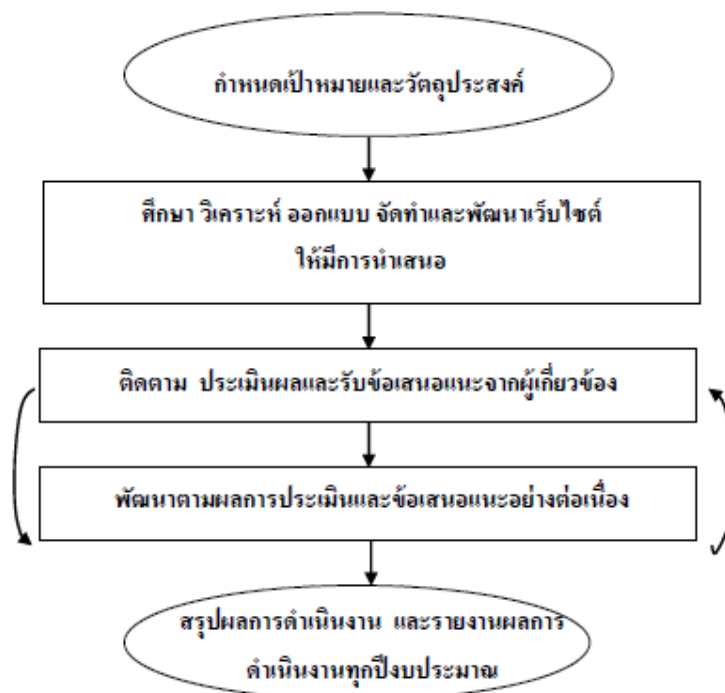 กำหนดเป้าหมายและวัตถุประสงค์
ศึกษา วิเคราะห์ ออกแบบ จัดทำและพัฒนาเว็บไซต์
ให้มีการนำเสนอ
ติดตาม ประเมินผลและรับข้อเสนอแนะจากผู้เกี่ยวข้อง
พัฒนาตามผลการประเมินและข้อเสนอแนะอย่างต่อเนื่อง
สรุปผลการดำเนินงาน และรายงานผลการ
ดำเนินงานทุกปีงบประมาณ